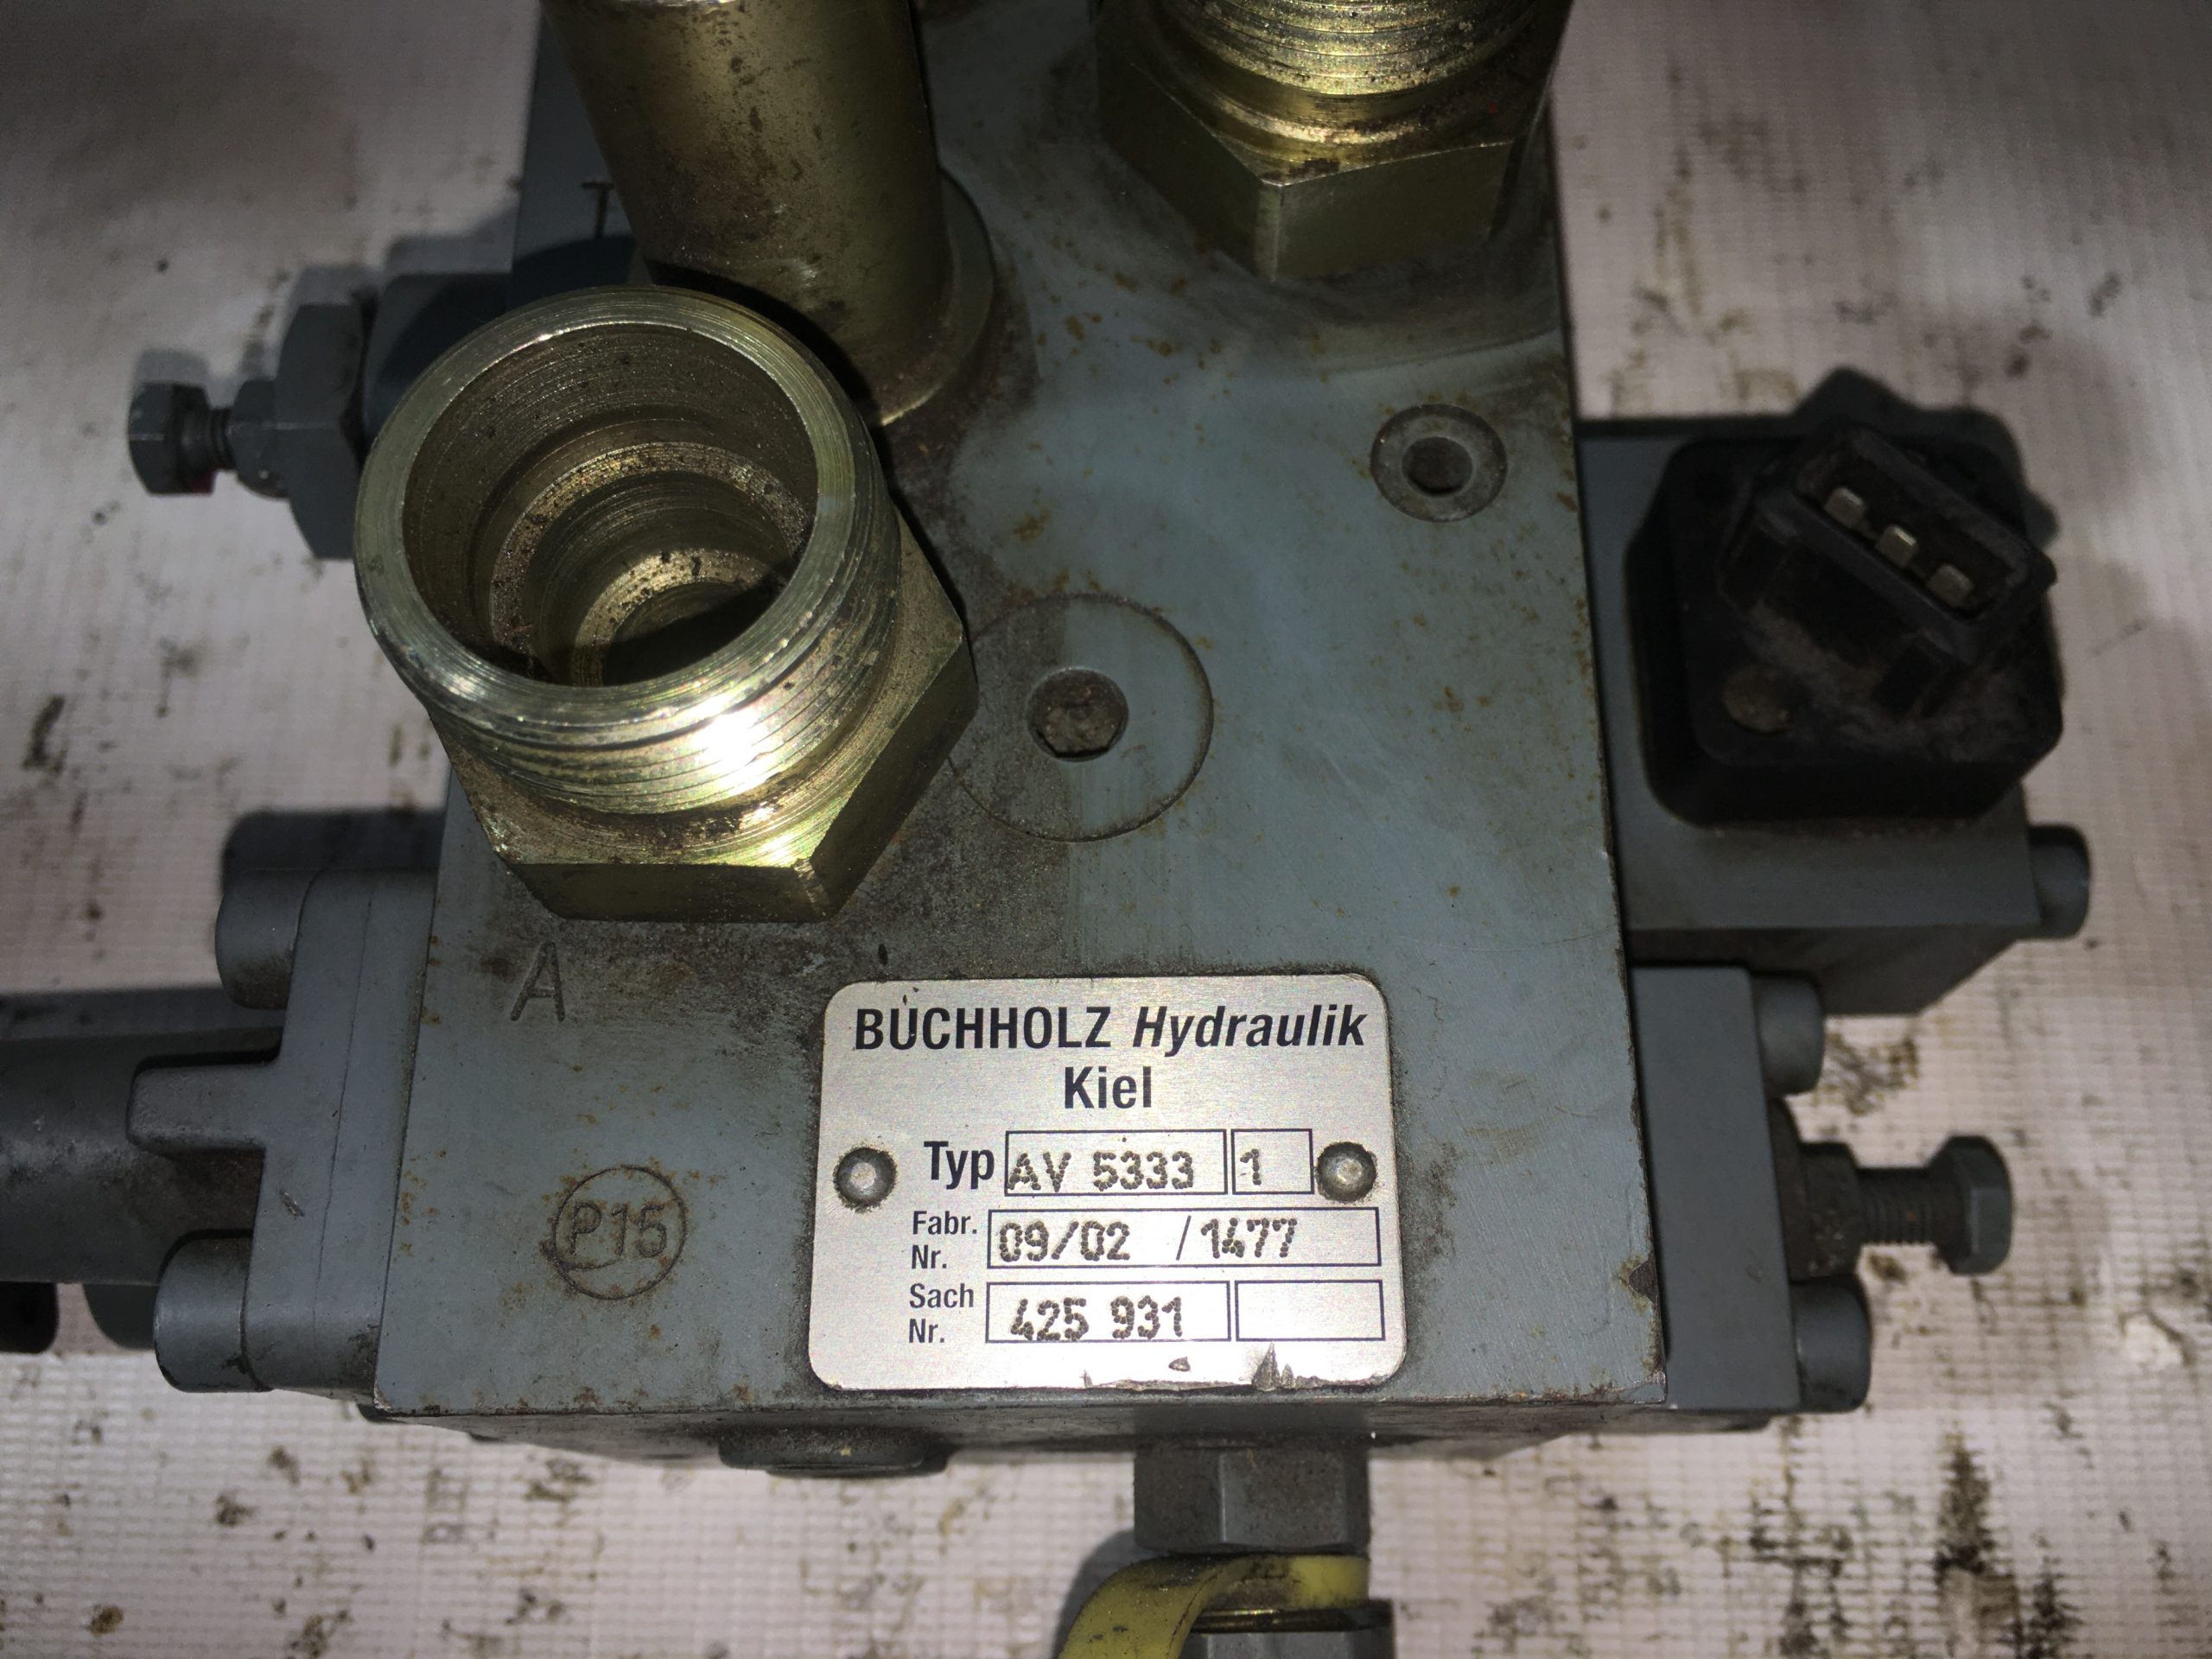 T
A
BUCHHOLZ Hydraulik
Kiel
Typ AV 5333 1
Fabr. Nr. 09/02 / 1477
Sach Nr. 425 931
P15